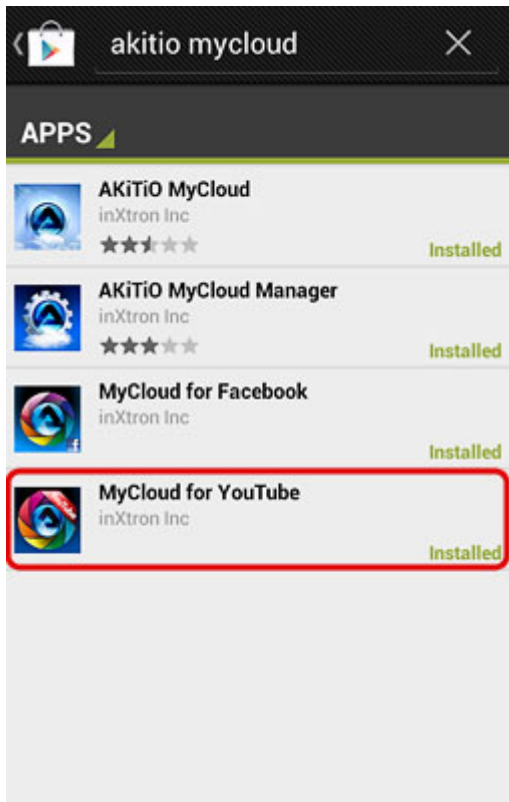 akitio mycloud
APPS
AKiTiO MyCloud
inXtron Inc
Installed
AKiTiO MyCloud Manager
inXtron Inc
Installed
MyCloud for Facebook
inXtron Inc
Installed
MyCloud for YouTube
inXtron Inc
Installed